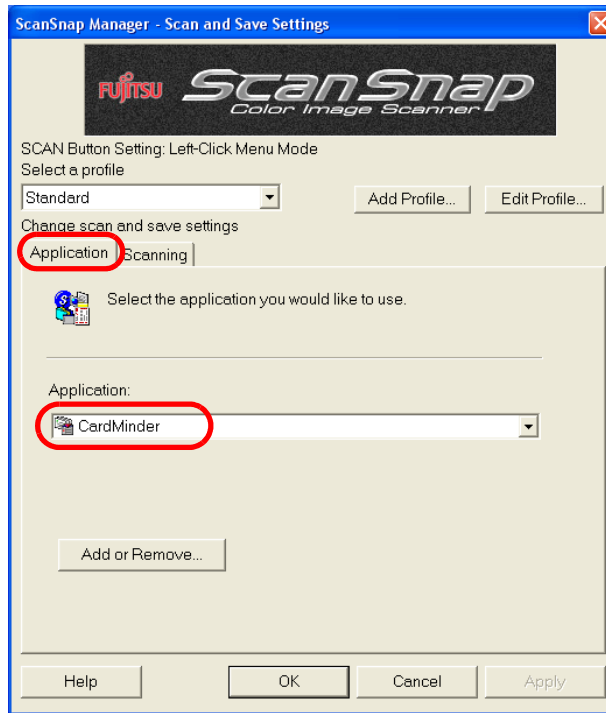 ScanSnap Manager - Scan and Save Settings
FUJITSU ScanSnap
Color Image Scanner
SCAN Button Setting: Left-Click Menu Mode
Select a profile
Standard Add Profile... Edit Profile...
Change scan and save settings
Application Scanning
Select the application you would like to use.
Application:
CardMinder
Add or Remove...
Help OK Cancel Apply